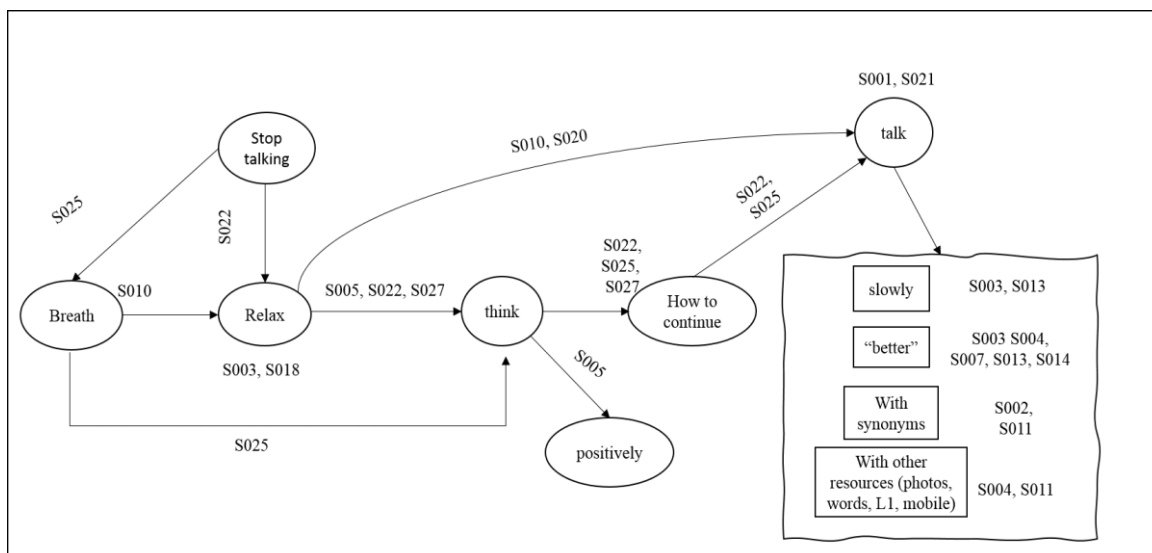 S001, S021
talk
Stop
talking
S010, S020
S025
S022
S022,
S025
Breath
S010
Relax
S005, S022, S027
think
S022,
S025,
S027
How to
continue
S003, S018
S025
S005
positively
slowly
S003, S013
“better”
S003 S004,
S007, S013, S014
With
synonyms
S002,
S011
With other
resources (photos,
words, L1, mobile)
S004, S011